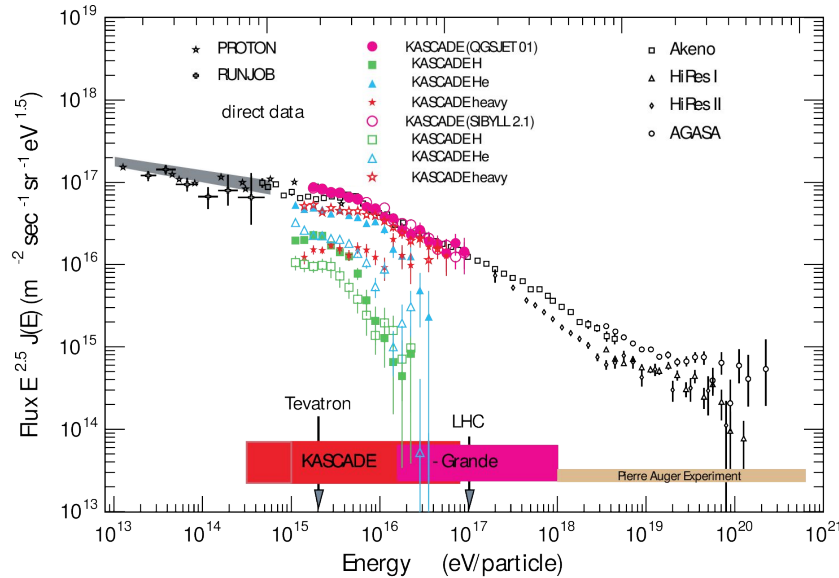 10^19
10^18
10^17
10^16
10^15
10^14
10^13
Flux E^2.5 J(E) (m^-2 sec^-1 sr^-1 eV^1.5)
PROTON
RUNJOB
direct data
KASCADE (QGSJET 01)
KASCADE H
KASCADE He
KASCADE heavy
KASCADE (SIBYLL 2.1)
KASCADE H
KASCADE He
KASCADE heavy
Akeno
HiRes I
HiRes II
AGASA
Tevatron
LHC
KASCADE - Grande
Pierre Auger Experiment
10^13 10^14 10^15 10^16 10^17 10^18 10^19 10^20 10^21
Energy (eV/particle)